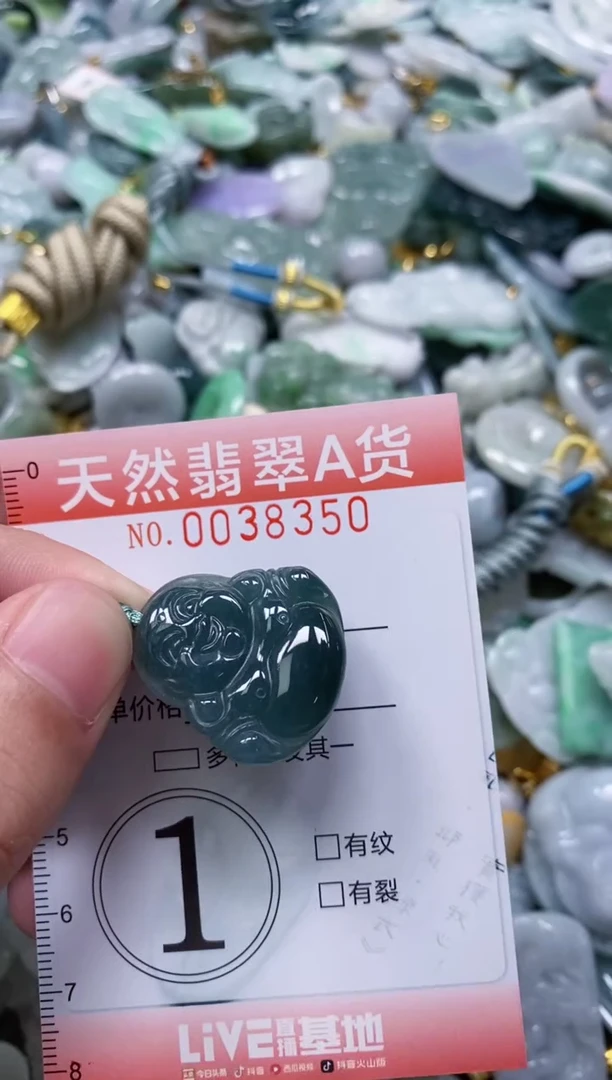 0
天然翡翠A货
NO.0038350
单价格
多 其一
1
5
有纹
6
有裂
7
LiVE直播基地
8
今日头条 抖音 西瓜视频 抖音火山版